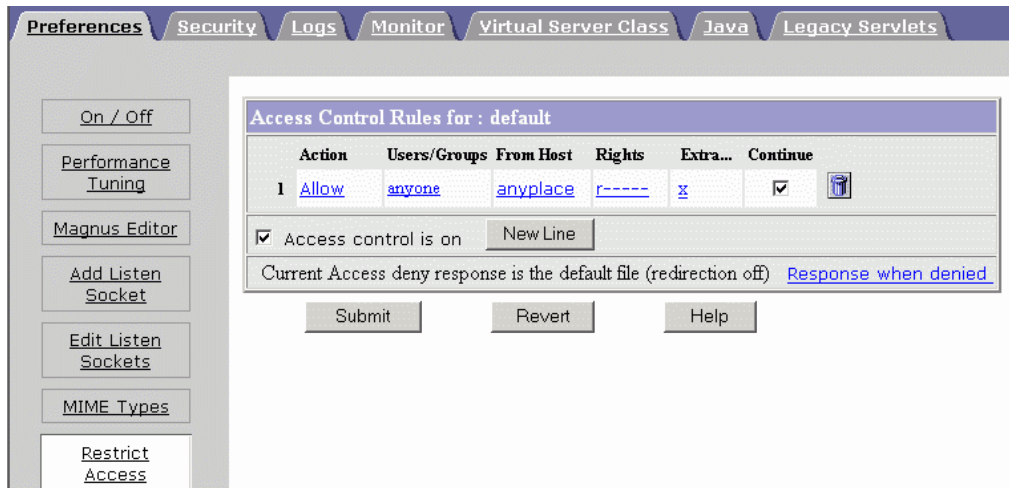 Preferences Security Logs Monitor Virtual Server Class Java Legacy Servlets
On / Off
Performance
Tuning
Magnus Editor
Add Listen
Socket
Edit Listen
Sockets
MIME Types
Restrict
Access
Access Control Rules for : default
Action Users/Groups From Host Rights Extra... Continue
1 Allow anyone anyplace r----- x
Access control is on New Line
Current Access deny response is the default file (redirection off) Response when denied
Submit Revert Help